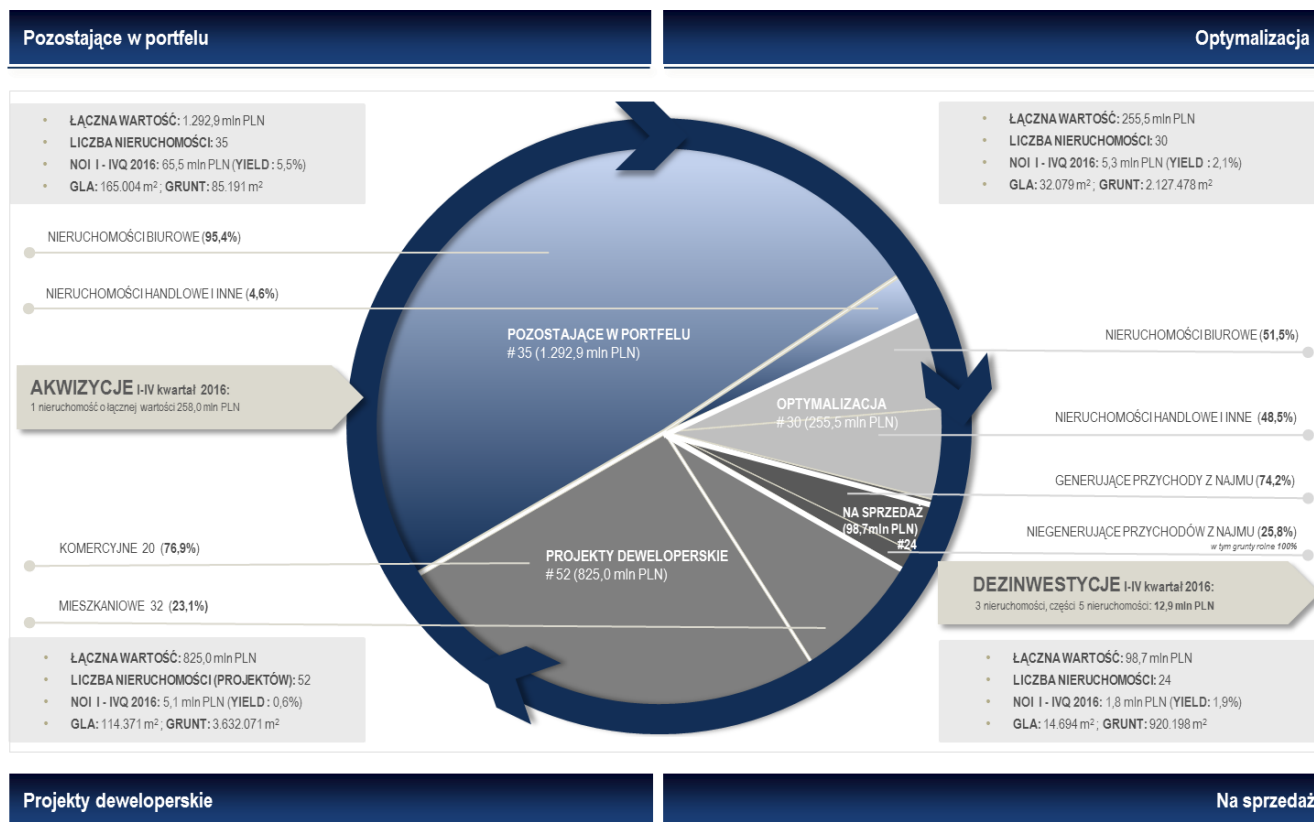 Pozostające w portfelu
Optymalizacja
• ŁĄCZNA WARTOŚĆ: 1.292,9 mln PLN
• LICZBA NIERUCHOMOŚCI: 35
• NOI I - IVQ 2016: 65,5 mln PLN (YIELD : 5,5%)
• GLA: 165.004 m²; GRUNT: 85.191 m²
• ŁĄCZNA WARTOŚĆ: 255,5 mln PLN
• LICZBA NIERUCHOMOŚCI: 30
• NOI I - IVQ 2016: 5,3 mln PLN (YIELD : 2,1%)
• GLA: 32.079 m²; GRUNT: 2.127.478 m²
NIERUCHOMOŚCI BIUROWE (95,4%)
NIERUCHOMOŚCI HANDLOWE I INNE (4,6%)
POZOSTAJĄCE W PORTFELU
# 35 (1.292,9 mln PLN)
NIERUCHOMOŚCI BIUROWE (51,5%)
AKWIZYCJE I-IV kwartał 2016:
1 nieruchomość o łącznej wartości 258,0 mln PLN
OPTYMALIZACJA
# 30 (255,5 mln PLN)
NIERUCHOMOŚCI HANDLOWE I INNE (48,5%)
GENERUJĄCE PRZYCHODY Z NAJMU (74,2%)
NA SPRZEDAŻ
(98,7mln PLN)
#24
NIEGENERUJĄCE PRZYCHODÓW Z NAJMU (25,8%)
w tym grunty rolne 100%
KOMERCYJNE 20 (76,9%)
PROJEKTY DEWELOPERSKIE
# 52 (825,0 mln PLN)
MIESZKANIOWE 32 (23,1%)
DEZINWESTYCJE I-IV kwartał 2016:
3 nieruchomości, części 5 nieruchomości: 12,9 mln PLN
• ŁĄCZNA WARTOŚĆ: 825,0 mln PLN
• LICZBA NIERUCHOMOŚCI (PROJEKTÓW): 52
• NOI I - IVQ 2016: 5,1 mln PLN (YIELD : 0,6%)
• GLA: 114.371 m²; GRUNT: 3.632.071 m²
• ŁĄCZNA WARTOŚĆ: 98,7 mln PLN
• LICZBA NIERUCHOMOŚCI: 24
• NOI I - IVQ 2016: 1,8 mln PLN (YIELD: 1,9%)
• GLA: 14.694 m²; GRUNT: 920.198 m²
Projekty deweloperskie
Na sprzedaż